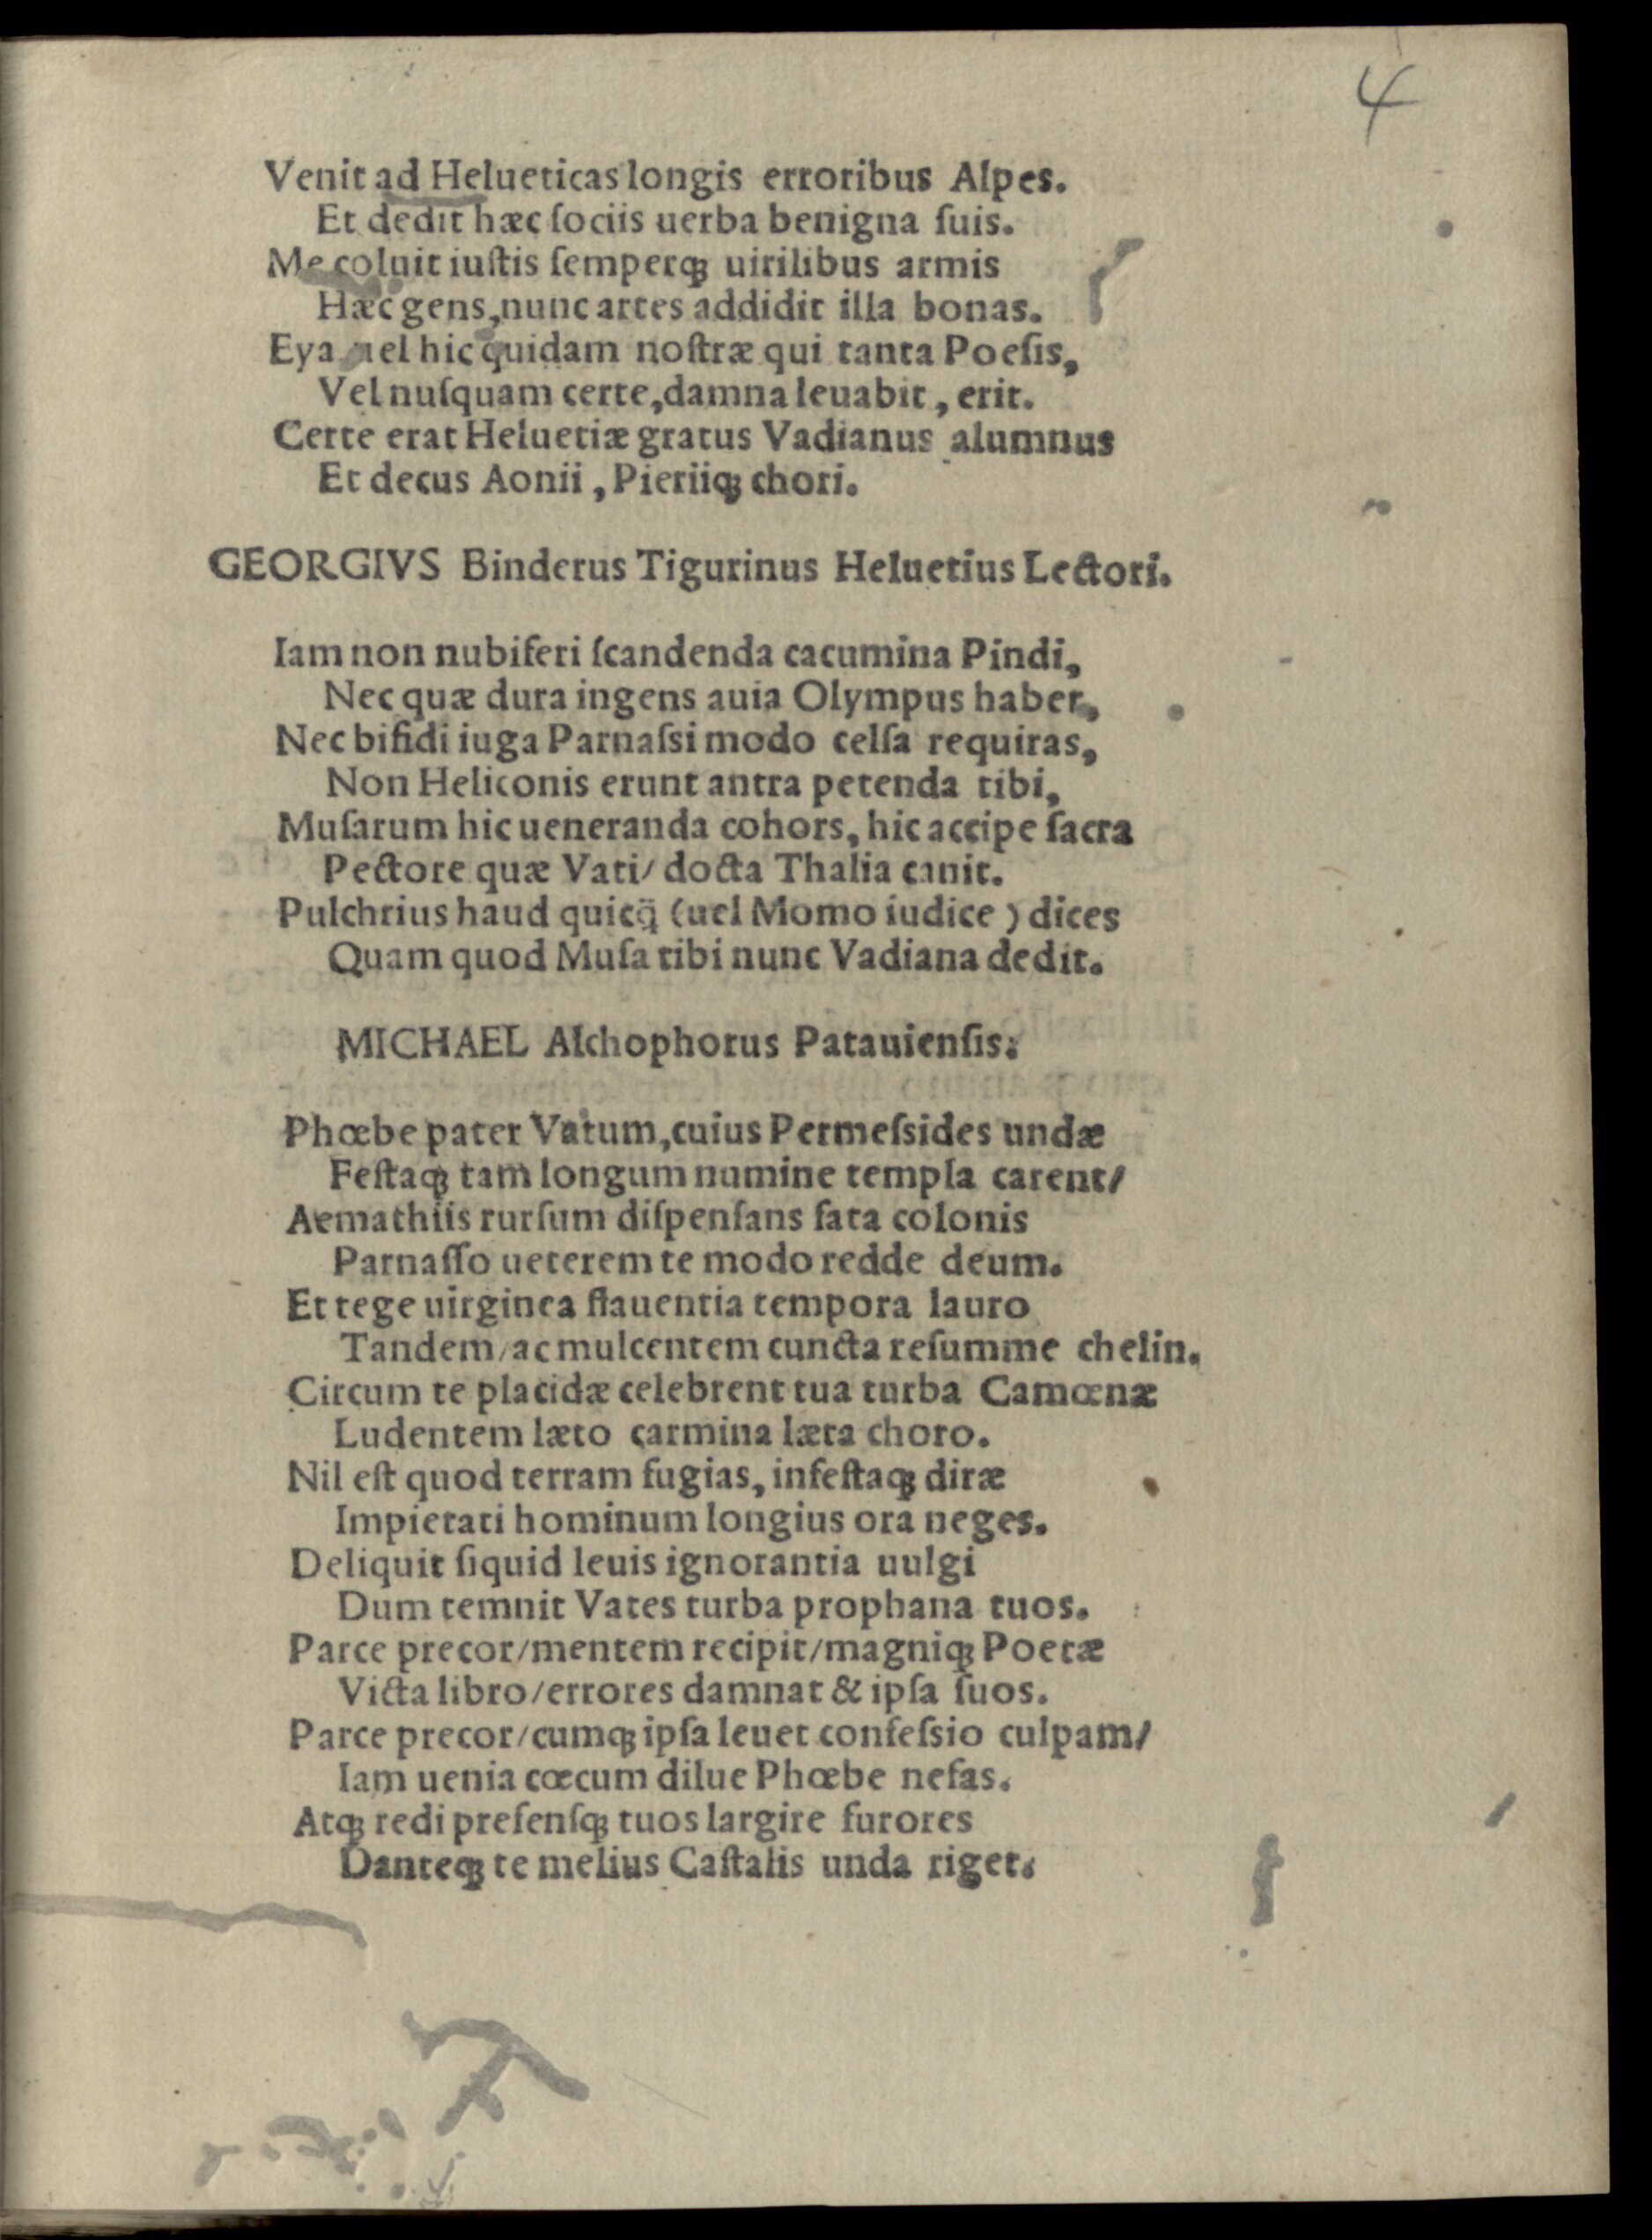 4
Venit ad Helueticas longis erroribus Alpes.
Et dedit hæc ſociis uerba benigna ſuis.
Me coluit iuſtis ſemperqꝫ uirilibus armis
Hæc gens, nunc artes addidit illa bonas.
Eya uel hic quidam noſtræ qui tanta Poeſis,
Vel nuſquam certe, damna leuabit, erit.
Certe erat Heluetiæ gratus Vadianus alumnus
Et decus Aonii, Pieriiqꝫ chori.
GEORGIVS Binderus Tigurinus Heluetius Lectori.
Iam non nubiferi ſcandenda cacumina Pindi,
Nec quæ dura ingens auia Olympus habet,
Nec bifidi iuga Parnaſsi modo celſa requiras,
Non Heliconis erunt antra petenda tibi,
Muſarum hic ueneranda cohors, hic accipe ſacra
Pectore quæ Vati/ docta Thalia canit.
Pulchrius haud quicq̃ (uel Momo iudice) dices
Quam quod Muſa tibi nunc Vadiana dedit.
MICHAEL Alchophorus Patauienſis.
Phœbe pater Vatum, cuius Permeſsides undæ
Feſtaqꝫ tam longum numine templa carent/
Aemathiis rurſum diſpenſans fata colonis
Parnaſſo ueterem te modo redde deum.
Et tege uirginea flauentia tempora lauro
Tandem/ ac mulcentem cuncta reſumme chelin.
Circum te placidæ celebrent tua turba Camœnæ
Ludentem læto carmina læta choro.
Nil eſt quod terram fugias, infeſtaqꝫ diræ
Impietati hominum longius ora neges.
Deliquit ſiquid leuis ignorantia uulgi
Dum temnit Vates turba prophana tuos.
Parce precor/mentem recipit/magniqꝫ Poetæ
Victa libro/errores damnat & ipſa ſuos.
Parce precor/cumqꝫ ipſa leuet confeſsio culpam/
Iam uenia cœcum dilue Phœbe nefas.
Atqꝫ redi preſenſqꝫ tuos largire furores
Danteqꝫ te melius Caſtalis unda riget.